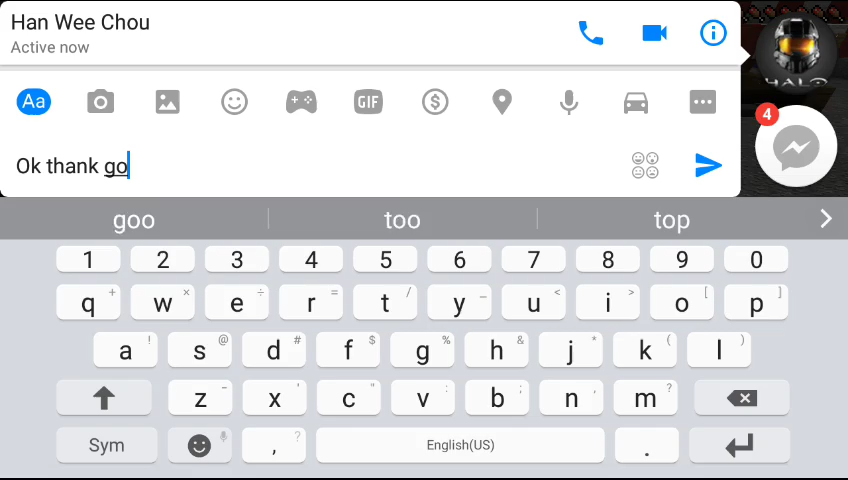 Han Wee Chou
Active now
HALO
4
Aa
GIF
$
Ok thank go
goo too top
1 2 3 4 5 6 7 8 9 0
q + w × e ÷ r = t / y _ u < i > o [ p ]
a ! s @ d # f $ g % h & j * k ( l )
z - x ' c " v : b ; n , m ?
Sym , ? English(US) .